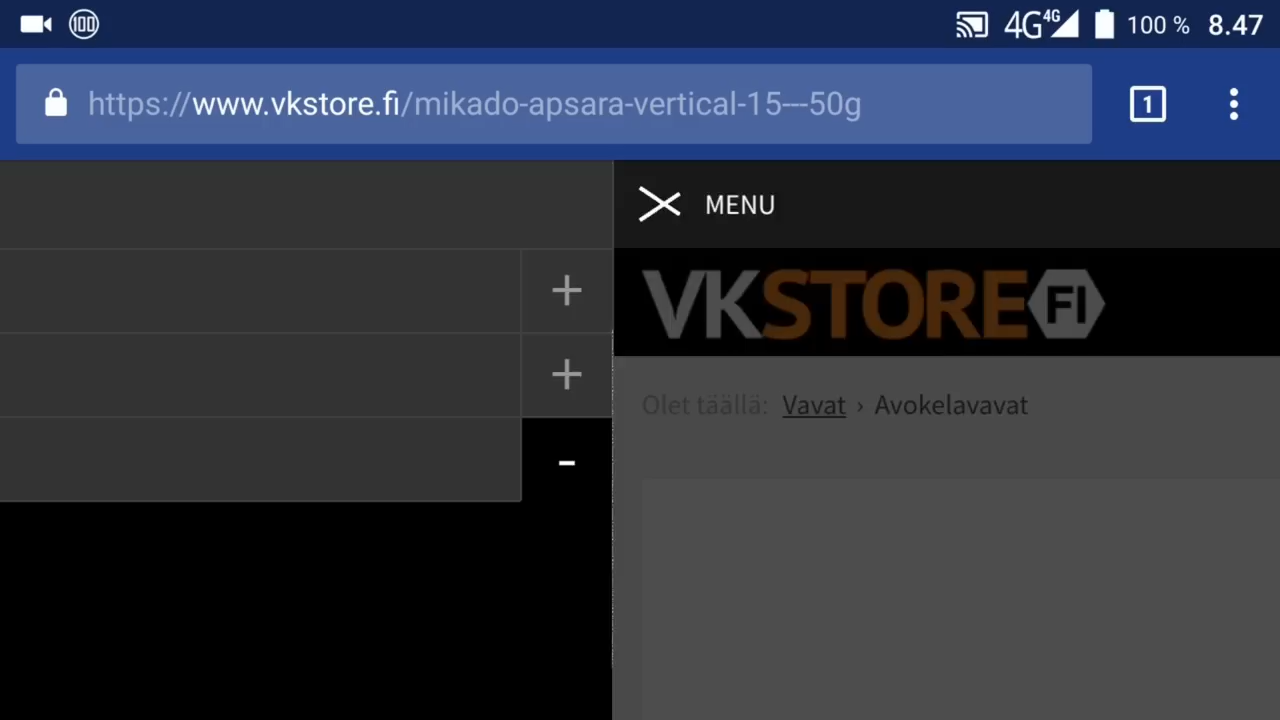 100 4G 4G 100 % 8.47
https://www.vkstore.fi/mikado-apsara-vertical-15---50g 1
MENU
VKSTORE FI
Olet täällä: Vavat › Avokelavavat